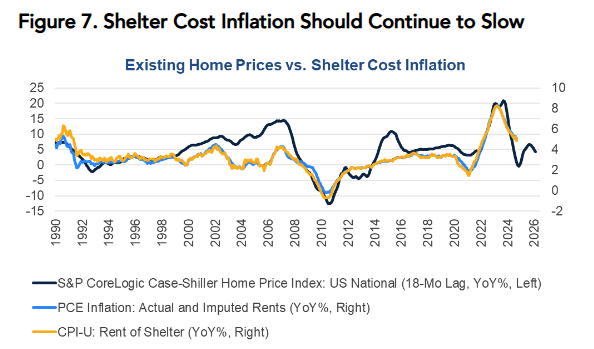 Figure 7. Shelter Cost Inflation Should Continue to Slow
Existing Home Prices vs. Shelter Cost Inflation
25
20
15
10
5
0
-5
-10
-15
10
8
6
4
2
0
-2
1990 1992 1994 1996 1998 2000 2002 2004 2006 2008 2010 2012 2014 2016 2018 2020 2022 2024 2026
S&P CoreLogic Case-Shiller Home Price Index: US National (18-Mo Lag, YoY%, Left)
PCE Inflation: Actual and Imputed Rents (YoY%, Right)
CPI-U: Rent of Shelter (YoY%, Right)